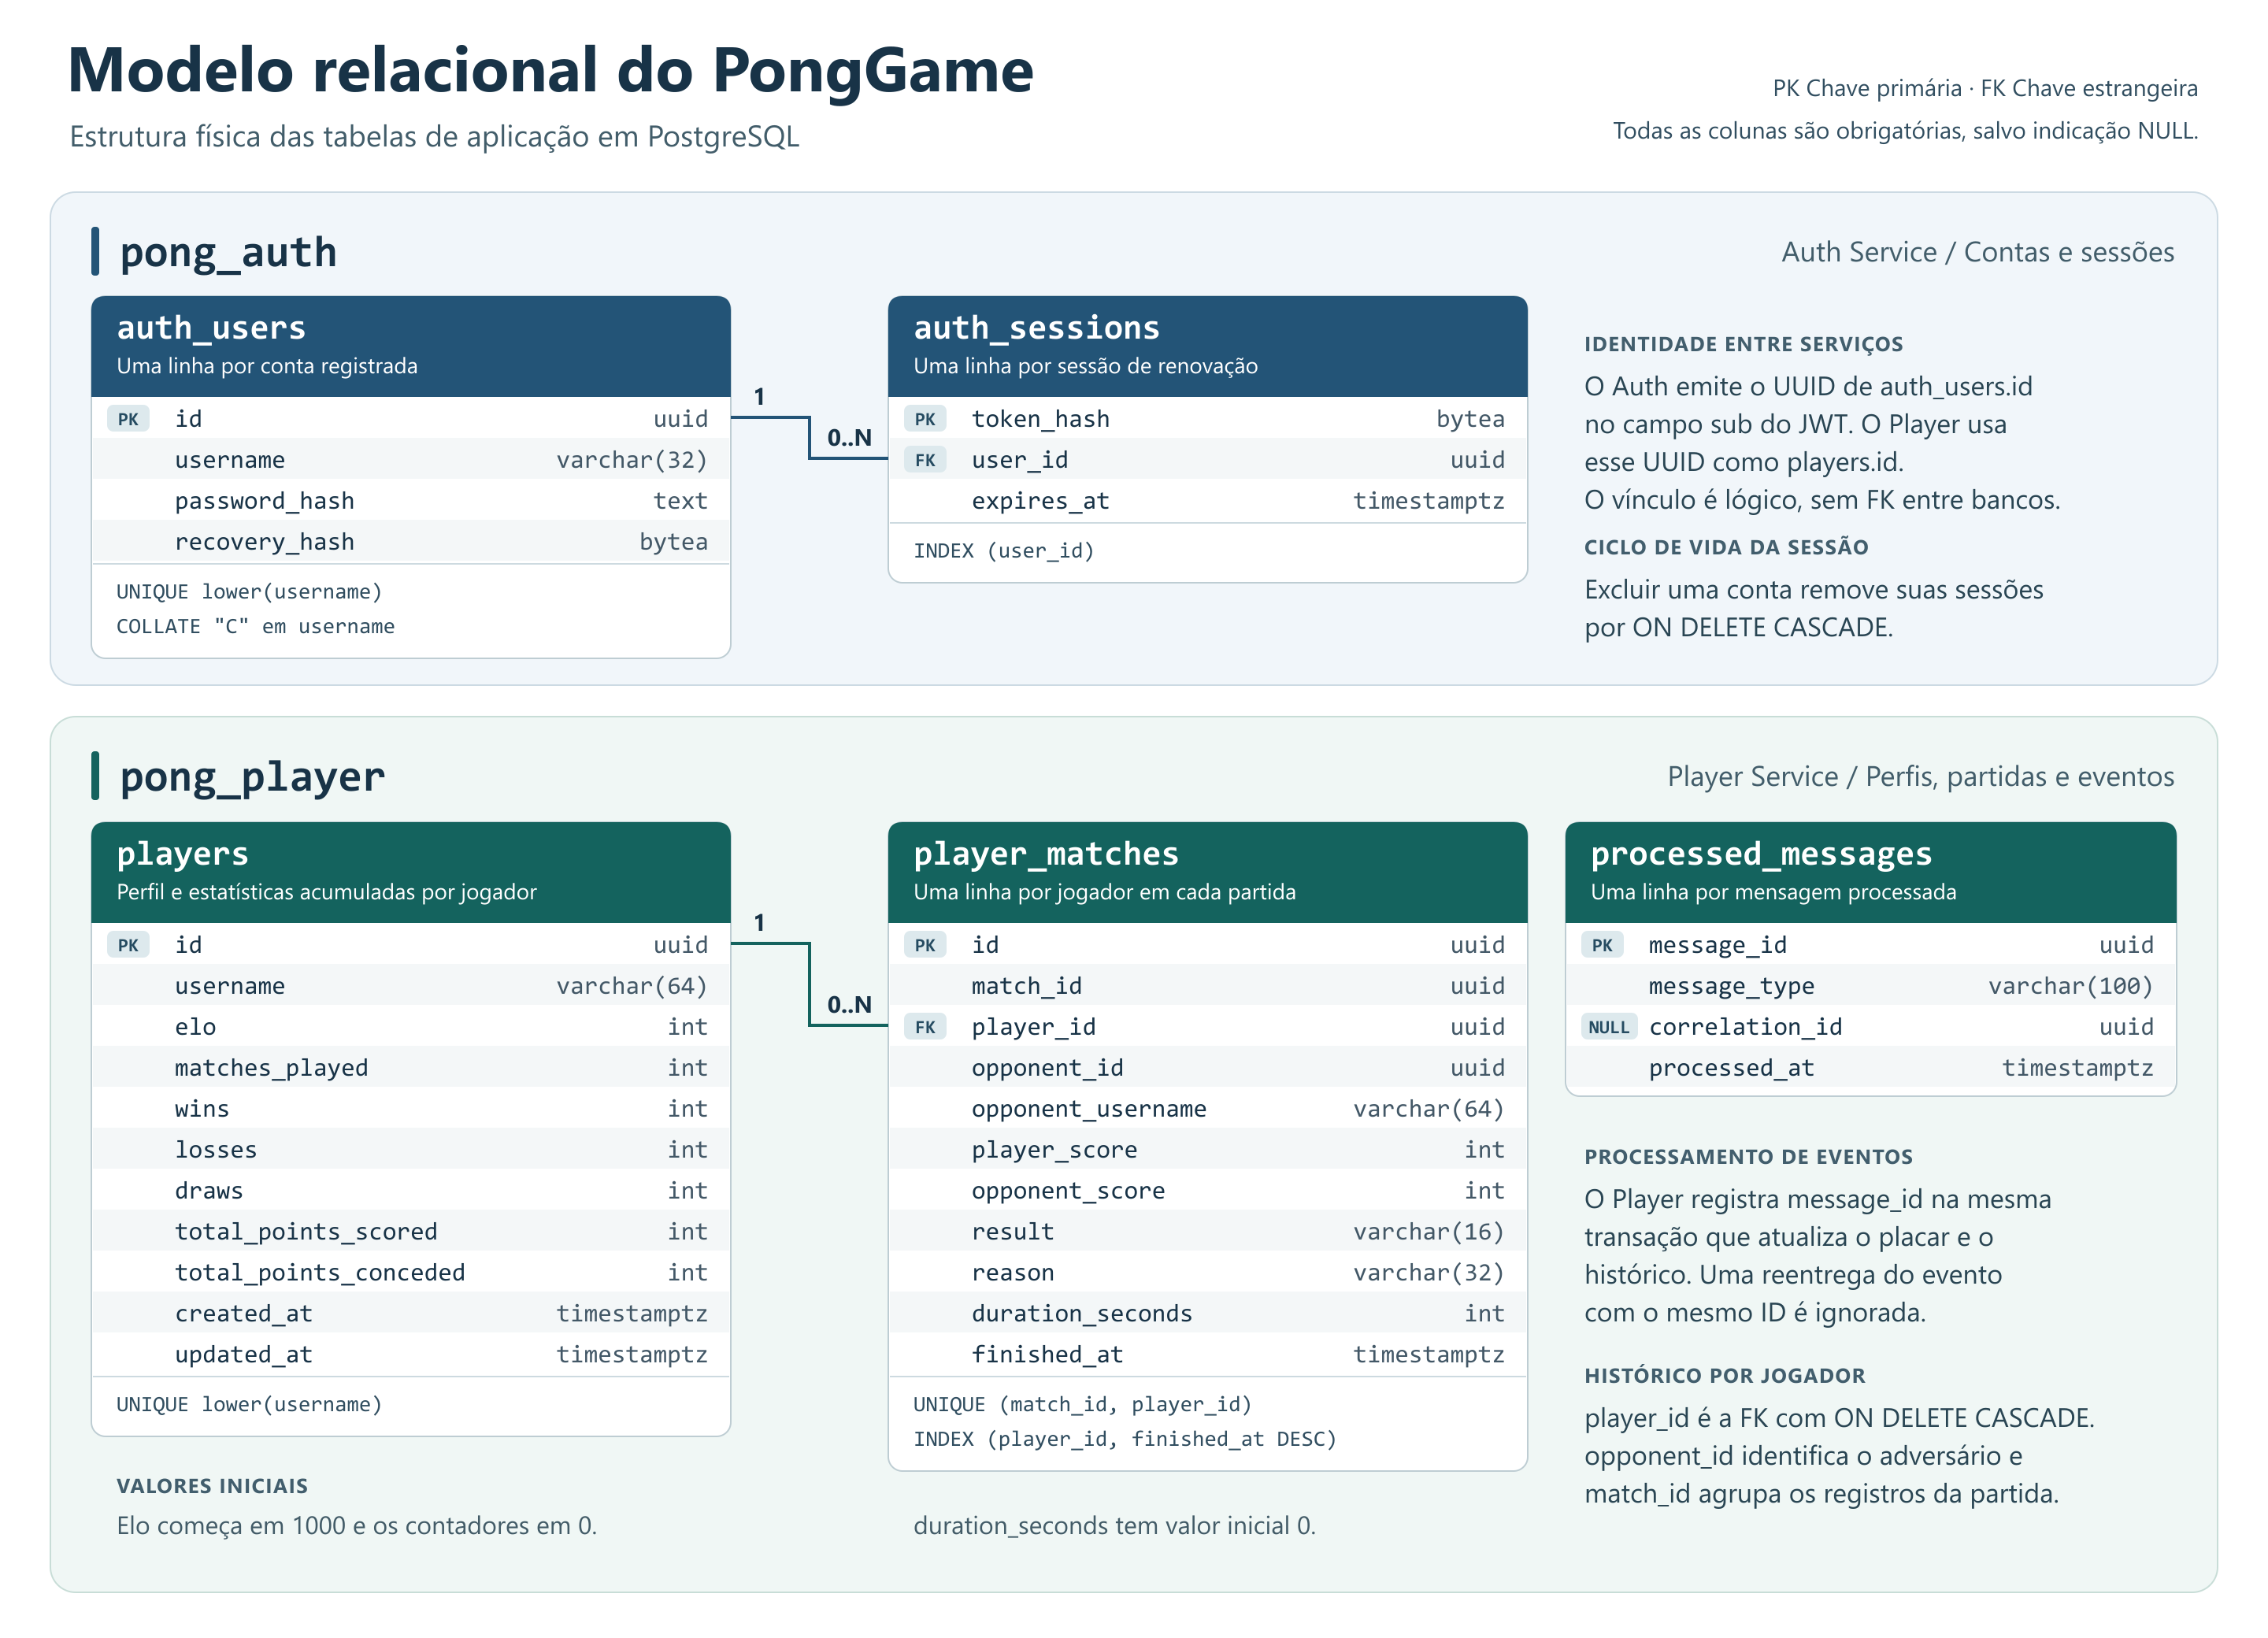 Modelo relacional do PongGame
Estrutura física das tabelas de aplicação em PostgreSQL
PK Chave primária · FK Chave estrangeira
Todas as colunas são obrigatórias, salvo indicação NULL.
pong_auth
Auth Service / Contas e sessões
auth_users
Uma linha por conta registrada
PK id uuid
username varchar(32)
password_hash text
recovery_hash bytea
UNIQUE lower(username)
COLLATE "C" em username
1
0..N
auth_sessions
Uma linha por sessão de renovação
PK token_hash bytea
FK user_id uuid
expires_at timestamptz
INDEX (user_id)
IDENTIDADE ENTRE SERVIÇOS
O Auth emite o UUID de auth_users.id
no campo sub do JWT. O Player usa
esse UUID como players.id.
O vínculo é lógico, sem FK entre bancos.
CICLO DE VIDA DA SESSÃO
Excluir uma conta remove suas sessões
por ON DELETE CASCADE.
pong_player
Player Service / Perfis, partidas e eventos
players
Perfil e estatísticas acumuladas por jogador
PK id uuid
username varchar(64)
elo int
matches_played int
wins int
losses int
draws int
total_points_scored int
total_points_conceded int
created_at timestamptz
updated_at timestamptz
UNIQUE lower(username)
VALORES INICIAIS
Elo começa em 1000 e os contadores em 0.
1
0..N
player_matches
Uma linha por jogador em cada partida
PK id uuid
match_id uuid
FK player_id uuid
opponent_id uuid
opponent_username varchar(64)
player_score int
opponent_score int
result varchar(16)
reason varchar(32)
duration_seconds int
finished_at timestamptz
UNIQUE (match_id, player_id)
INDEX (player_id, finished_at DESC)
duration_seconds tem valor inicial 0.
processed_messages
Uma linha por mensagem processada
PK message_id uuid
message_type varchar(100)
NULL correlation_id uuid
processed_at timestamptz
PROCESSAMENTO DE EVENTOS
O Player registra message_id na mesma
transação que atualiza o placar e o
histórico. Uma reentrega do evento
com o mesmo ID é ignorada.
HISTÓRICO POR JOGADOR
player_id é a FK com ON DELETE CASCADE.
opponent_id identifica o adversário e
match_id agrupa os registros da partida.